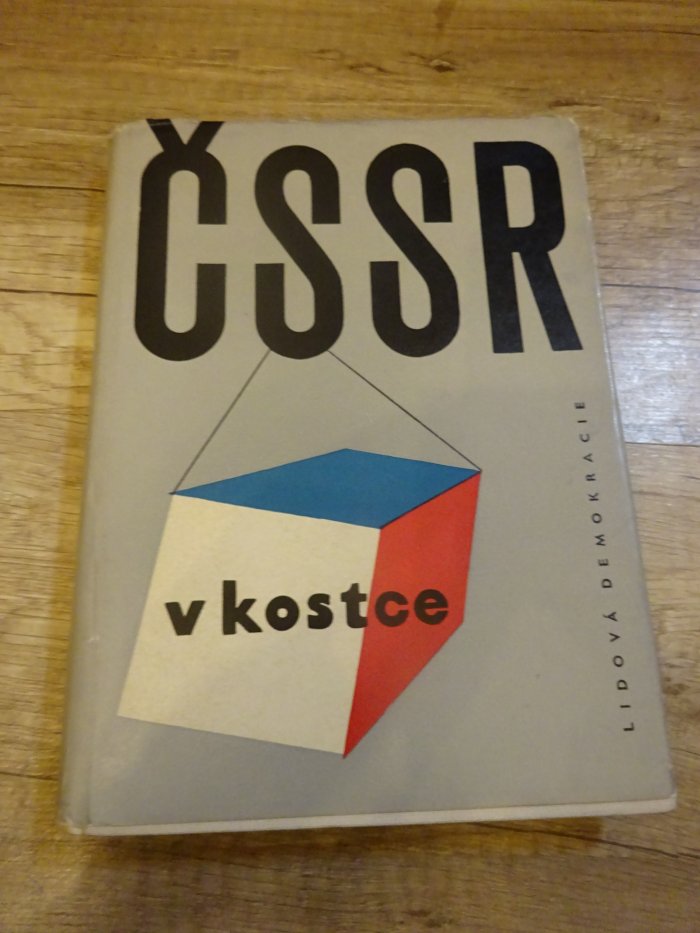 ČSSR
v kostce
LIDOVÁ DEMOKRACIE